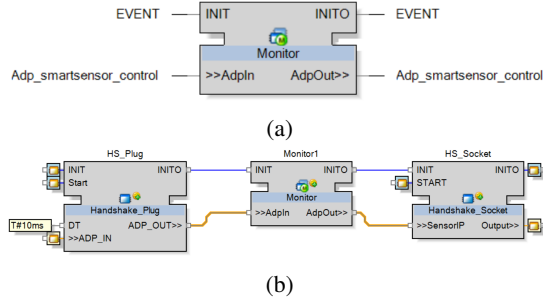 EVENT INIT INITO EVENT
Monitor
Adp_smartsensor_control >>AdpIn AdpOut>> Adp_smartsensor_control
(a)
HS_Plug Monitor1 HS_Socket
INIT INITO INIT INITO INIT INITO
Start START
Handshake_Plug Monitor Handshake_Socket
T#10ms DT ADP_OUT>> >>AdpIn AdpOut>> >>SensorIP Output>>
>>ADP_IN
(b)